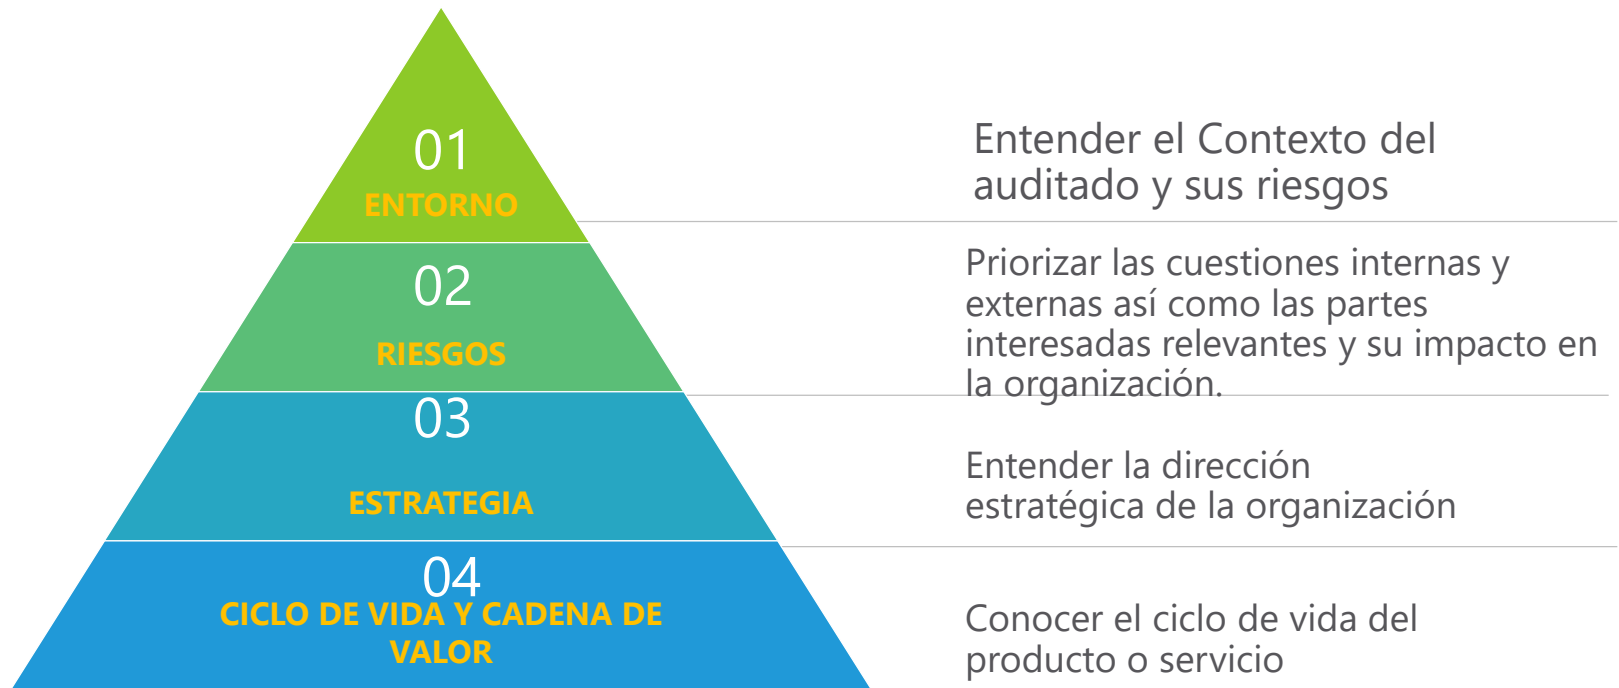 01
ENTORNO
Entender el Contexto del
auditado y sus riesgos
02
RIESGOS
Priorizar las cuestiones internas y
externas así como las partes
interesadas relevantes y su impacto en
la organización.
03
ESTRATEGIA
Entender la dirección
estratégica de la organización
04
CICLO DE VIDA Y CADENA DE
VALOR
Conocer el ciclo de vida del
producto o servicio